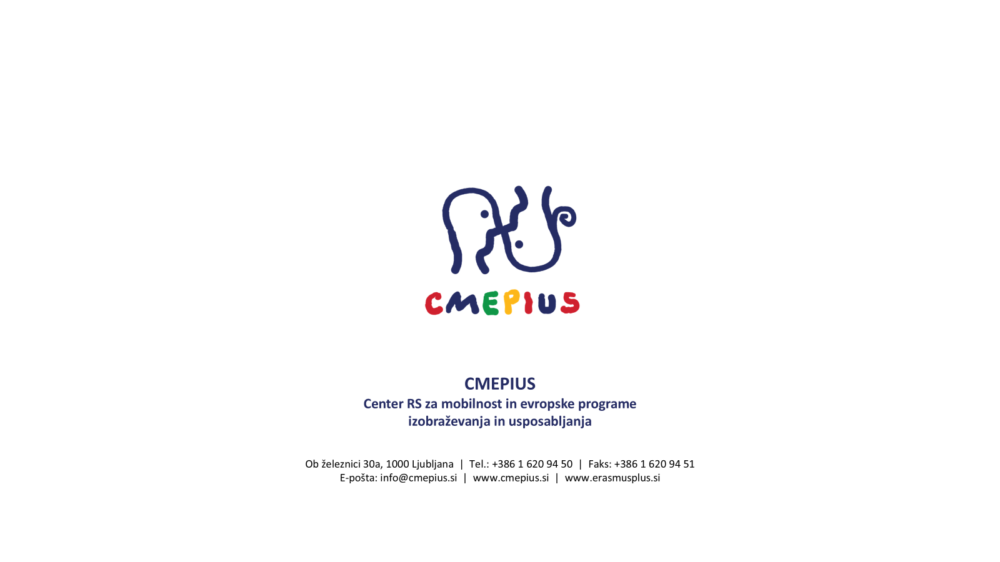 CMEPIUS
CMEPIUS
Center RS za mobilnost in evropske programe
izobraževanja in usposabljanja
Ob železnici 30a, 1000 Ljubljana | Tel.: +386 1 620 94 50 | Faks: +386 1 620 94 51
E-pošta: info@cmepius.si | www.cmepius.si | www.erasmusplus.si